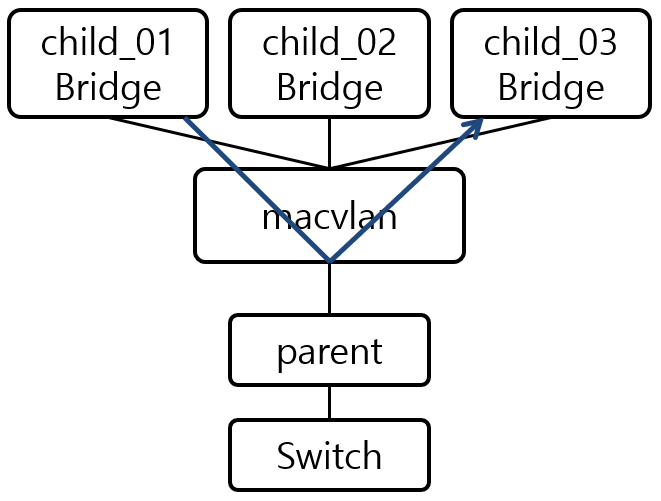 child_01
Bridge
child_02
Bridge
child_03
Bridge
macvlan
parent
Switch